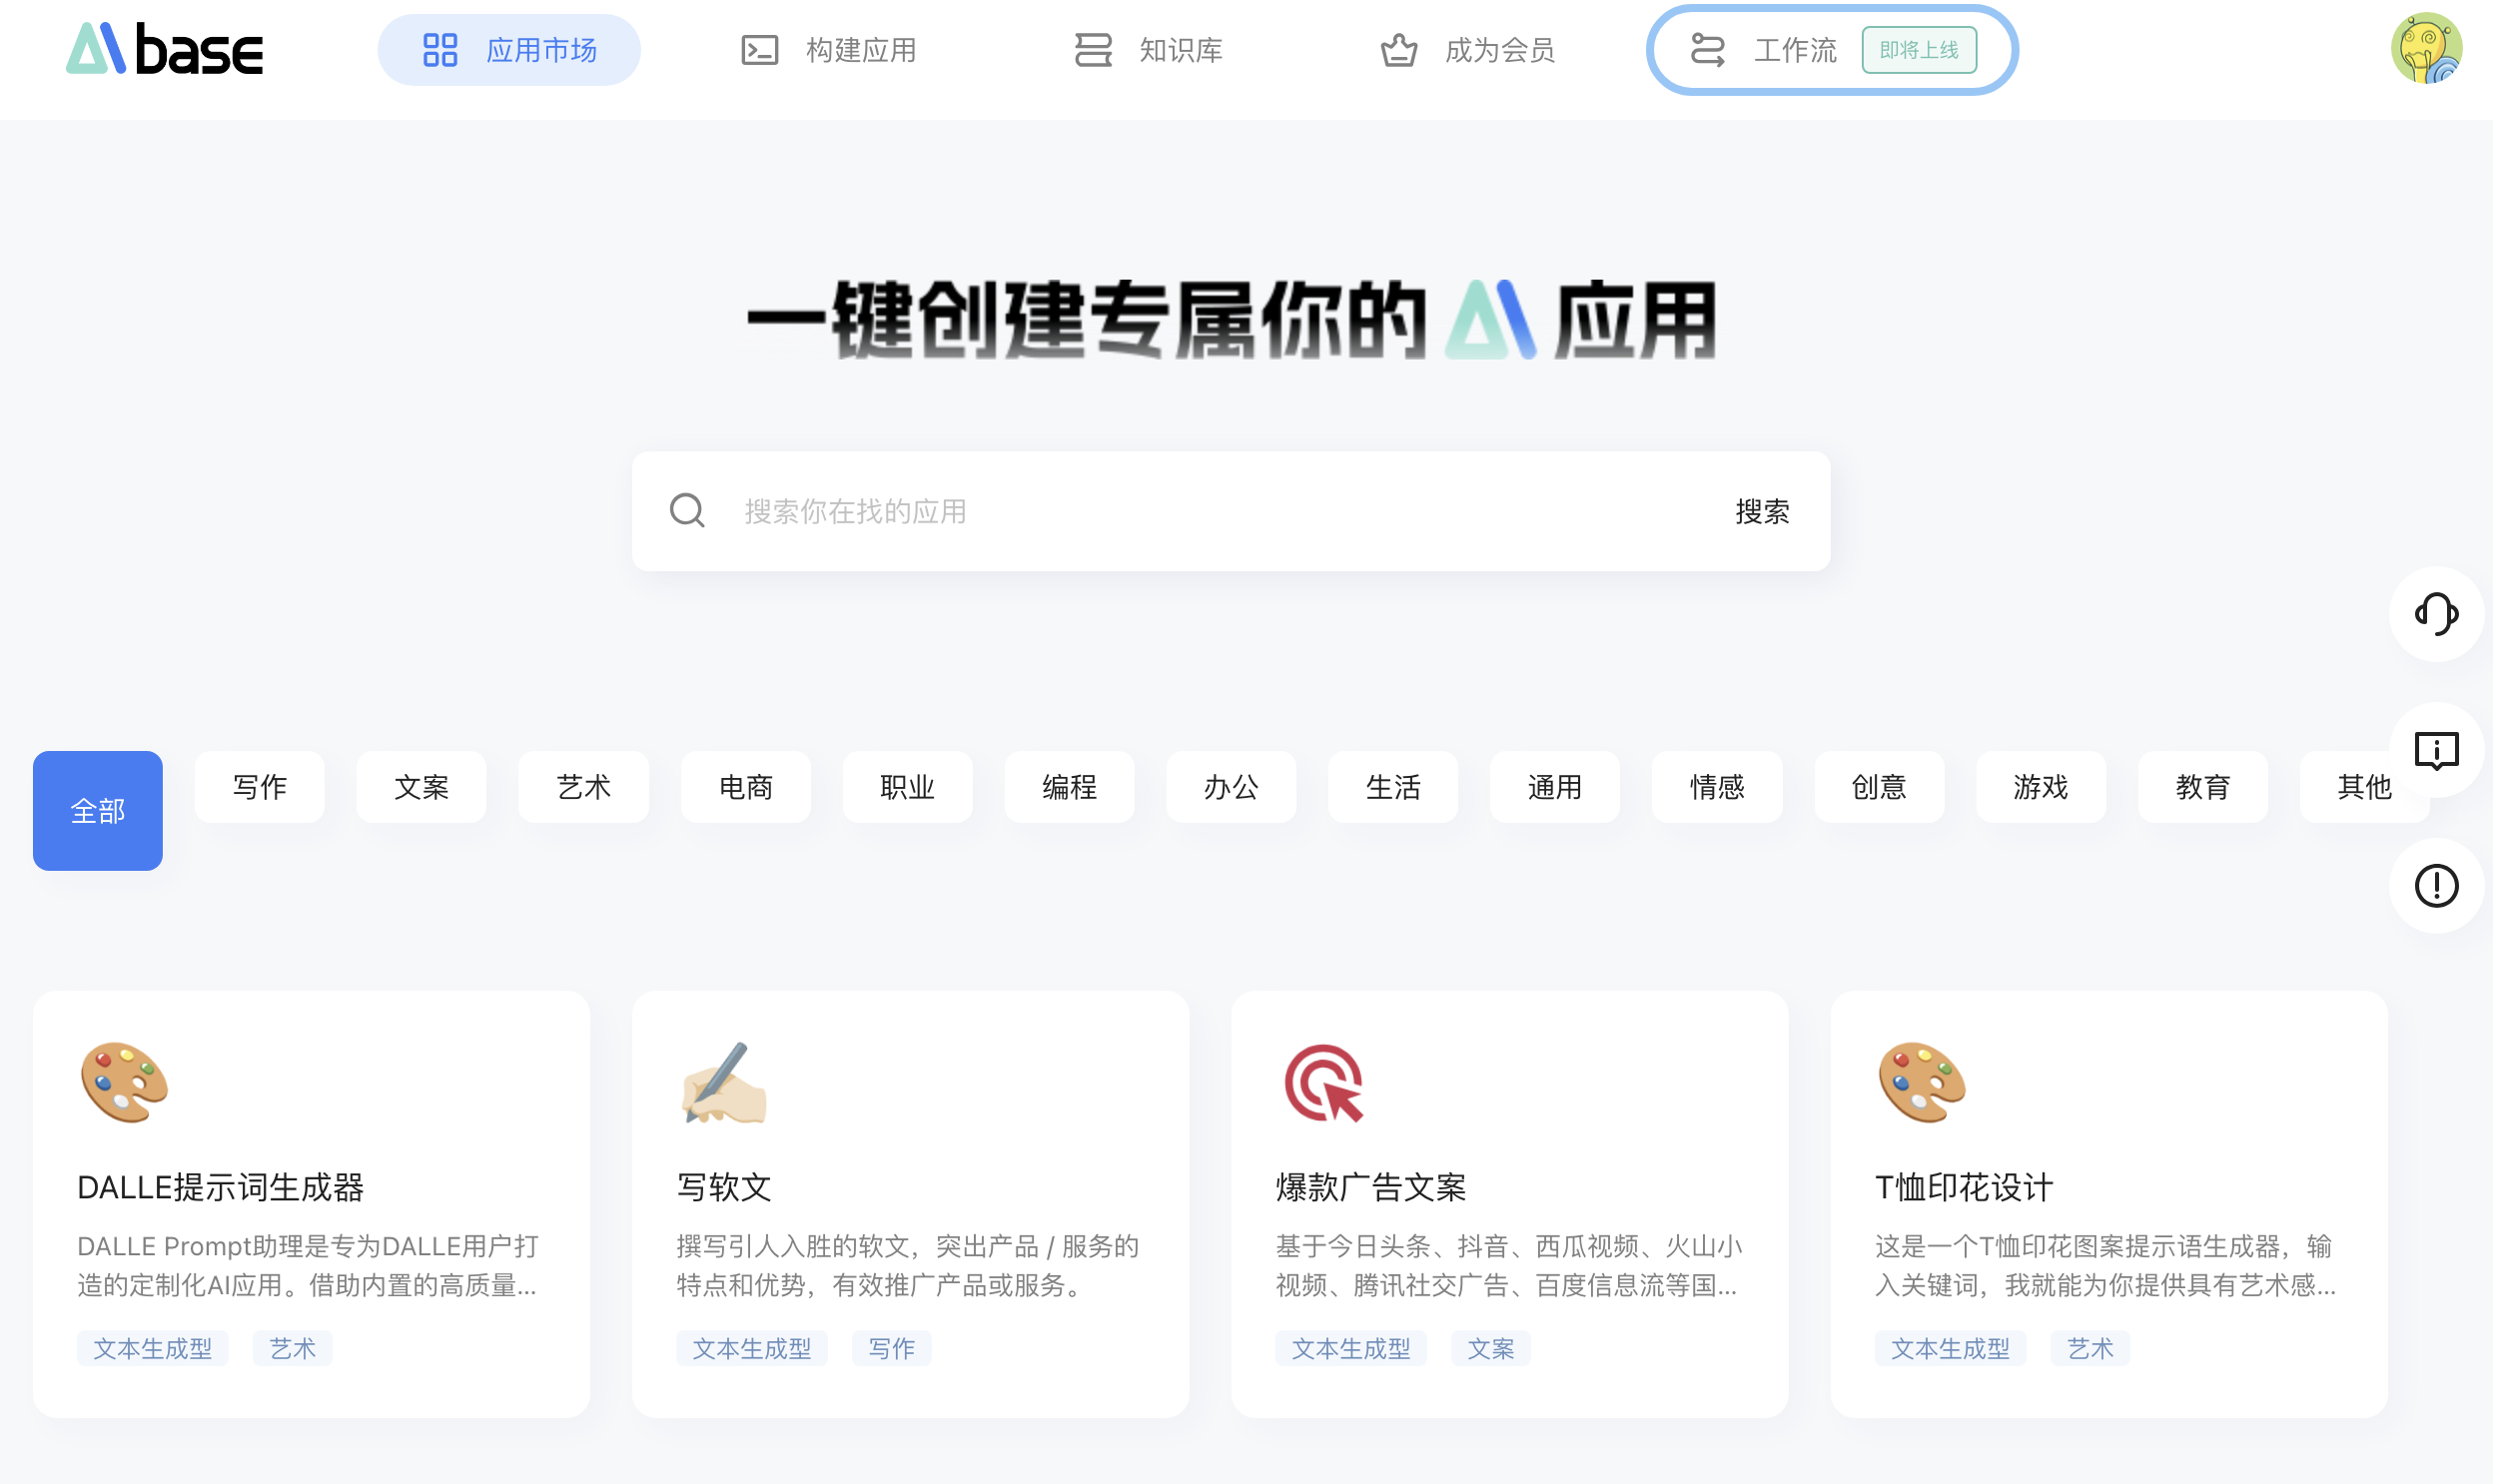 AI base
应用市场
构建应用
知识库
成为会员
工作流 即将上线
一键创建专属你的 AI 应用
搜索你在找的应用
搜索
全部
写作
文案
艺术
电商
职业
编程
办公
生活
通用
情感
创意
游戏
教育
其他
DALLE提示词生成器
DALLE Prompt助理是专为DALLE用户打
造的定制化AI应用。借助内置的高质量...
文本生成型 艺术
写软文
撰写引人入胜的软文，突出产品 / 服务的
特点和优势，有效推广产品或服务。
文本生成型 写作
爆款广告文案
基于今日头条、抖音、西瓜视频、火山小
视频、腾讯社交广告、百度信息流等国...
文本生成型 文案
T恤印花设计
这是一个T恤印花图案提示语生成器，输
入关键词，我就能为你提供具有艺术感...
文本生成型 艺术